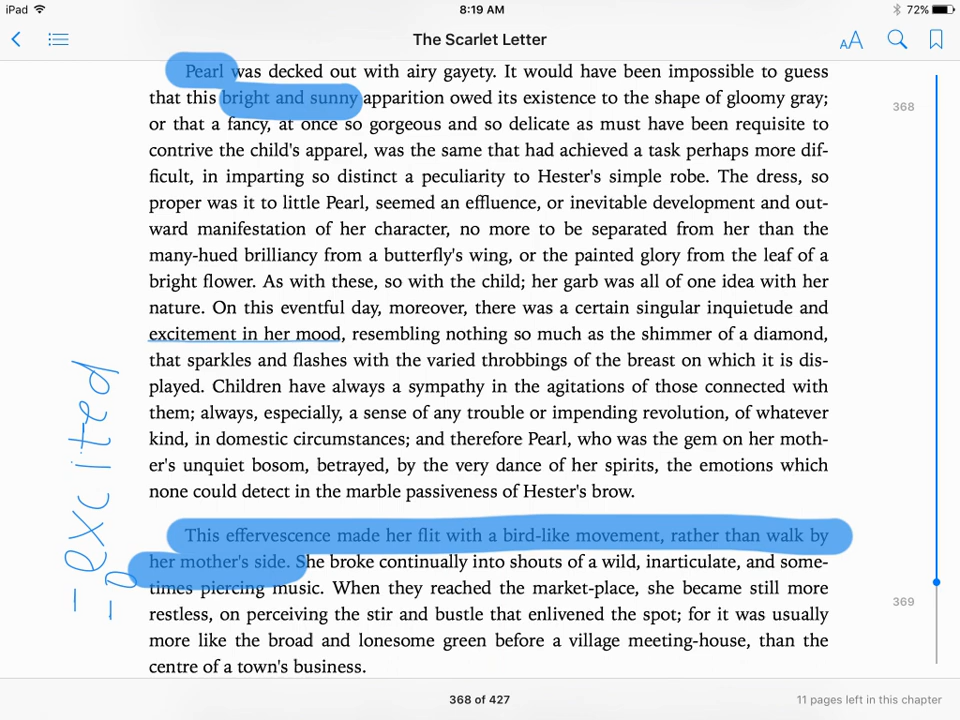 iPad
8:19 AM
72%
AA
The Scarlet Letter
Pearl was decked out with airy gayety. It would have been impossible to guess
that this bright and sunny apparition owed its existence to the shape of gloomy gray;
or that a fancy, at once so gorgeous and so delicate as must have been requisite to
contrive the child's apparel, was the same that had achieved a task perhaps more dif-
ficult, in imparting so distinct a peculiarity to Hester's simple robe. The dress, so
proper was it to little Pearl, seemed an effluence, or inevitable development and out-
ward manifestation of her character, no more to be separated from her than the
many-hued brilliancy from a butterfly's wing, or the painted glory from the leaf of a
bright flower. As with these, so with the child; her garb was all of one idea with her
nature. On this eventful day, moreover, there was a certain singular inquietude and
excitement in her mood, resembling nothing so much as the shimmer of a diamond,
that sparkles and flashes with the varied throbbings of the breast on which it is dis-
played. Children have always a sympathy in the agitations of those connected with
them; always, especially, a sense of any trouble or impending revolution, of whatever
kind, in domestic circumstances; and therefore Pearl, who was the gem on her moth-
er's unquiet bosom, betrayed, by the very dance of her spirits, the emotions which
none could detect in the marble passiveness of Hester's brow.
This effervescence made her flit with a bird-like movement, rather than walk by
her mother's side. She broke continually into shouts of a wild, inarticulate, and some-
times piercing music. When they reached the market-place, she became still more
restless, on perceiving the stir and bustle that enlivened the spot; for it was usually
more like the broad and lonesome green before a village meeting-house, than the
centre of a town's business.
368
369
- excited
368 of 427
11 pages left in this chapter